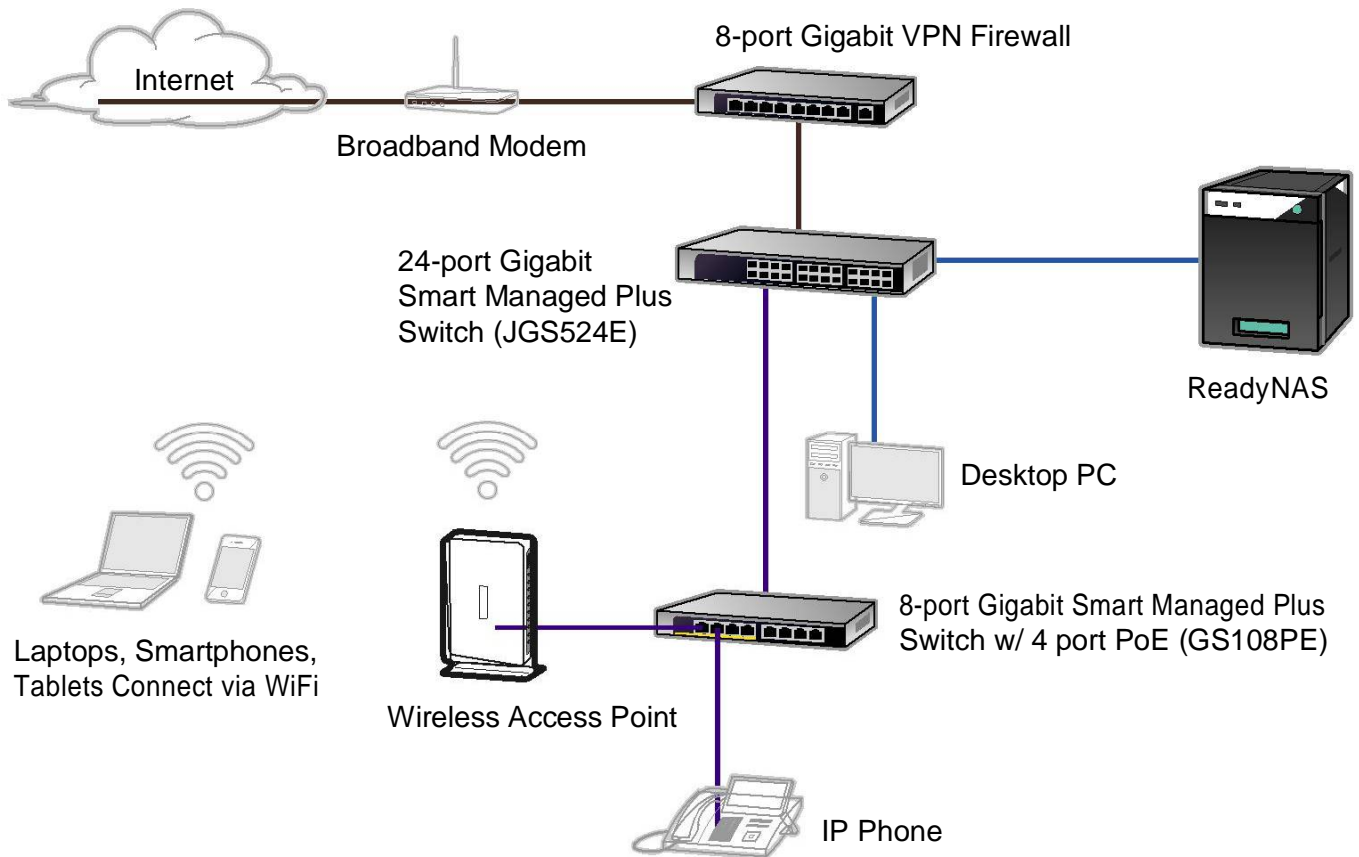 8-port Gigabit VPN Firewall
Internet
Broadband Modem
24-port Gigabit
Smart Managed Plus
Switch (JGS524E)
ReadyNAS
Desktop PC
8-port Gigabit Smart Managed Plus
Switch w/ 4 port PoE (GS108PE)
Laptops, Smartphones,
Tablets Connect via WiFi
Wireless Access Point
IP Phone